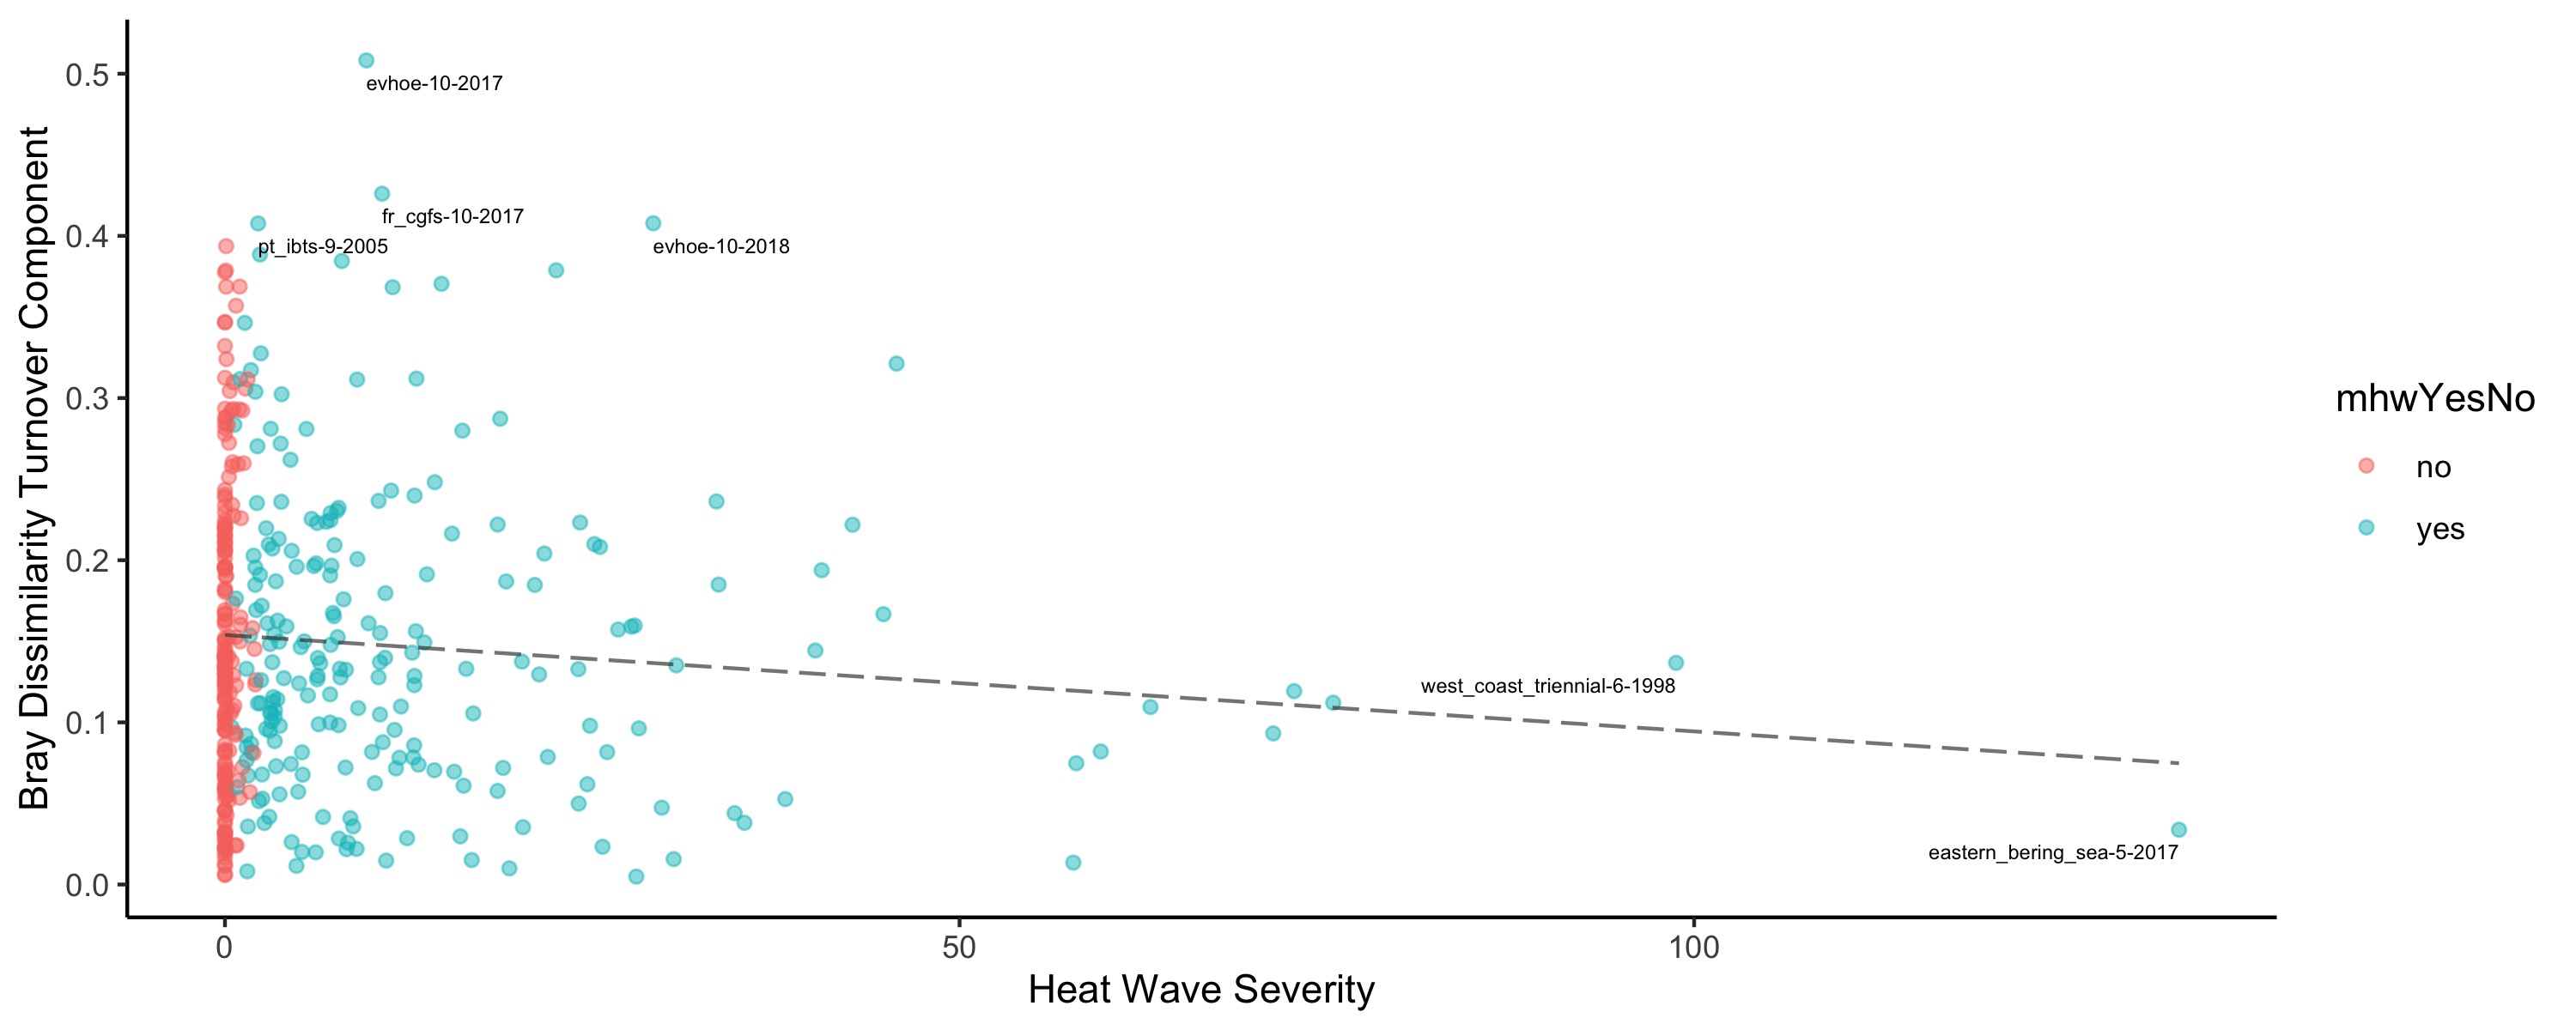 Bray Dissimilarity Turnover Component
0.5
0.4
0.3
0.2
0.1
0.0
evhoe-10-2017
fr_cgfs-10-2017
pt_ibts-9-2005
evhoe-10-2018
west_coast_triennial-6-1998
eastern_bering_sea-5-2017
0
50
100
Heat Wave Severity
mhwYesNo
no
yes